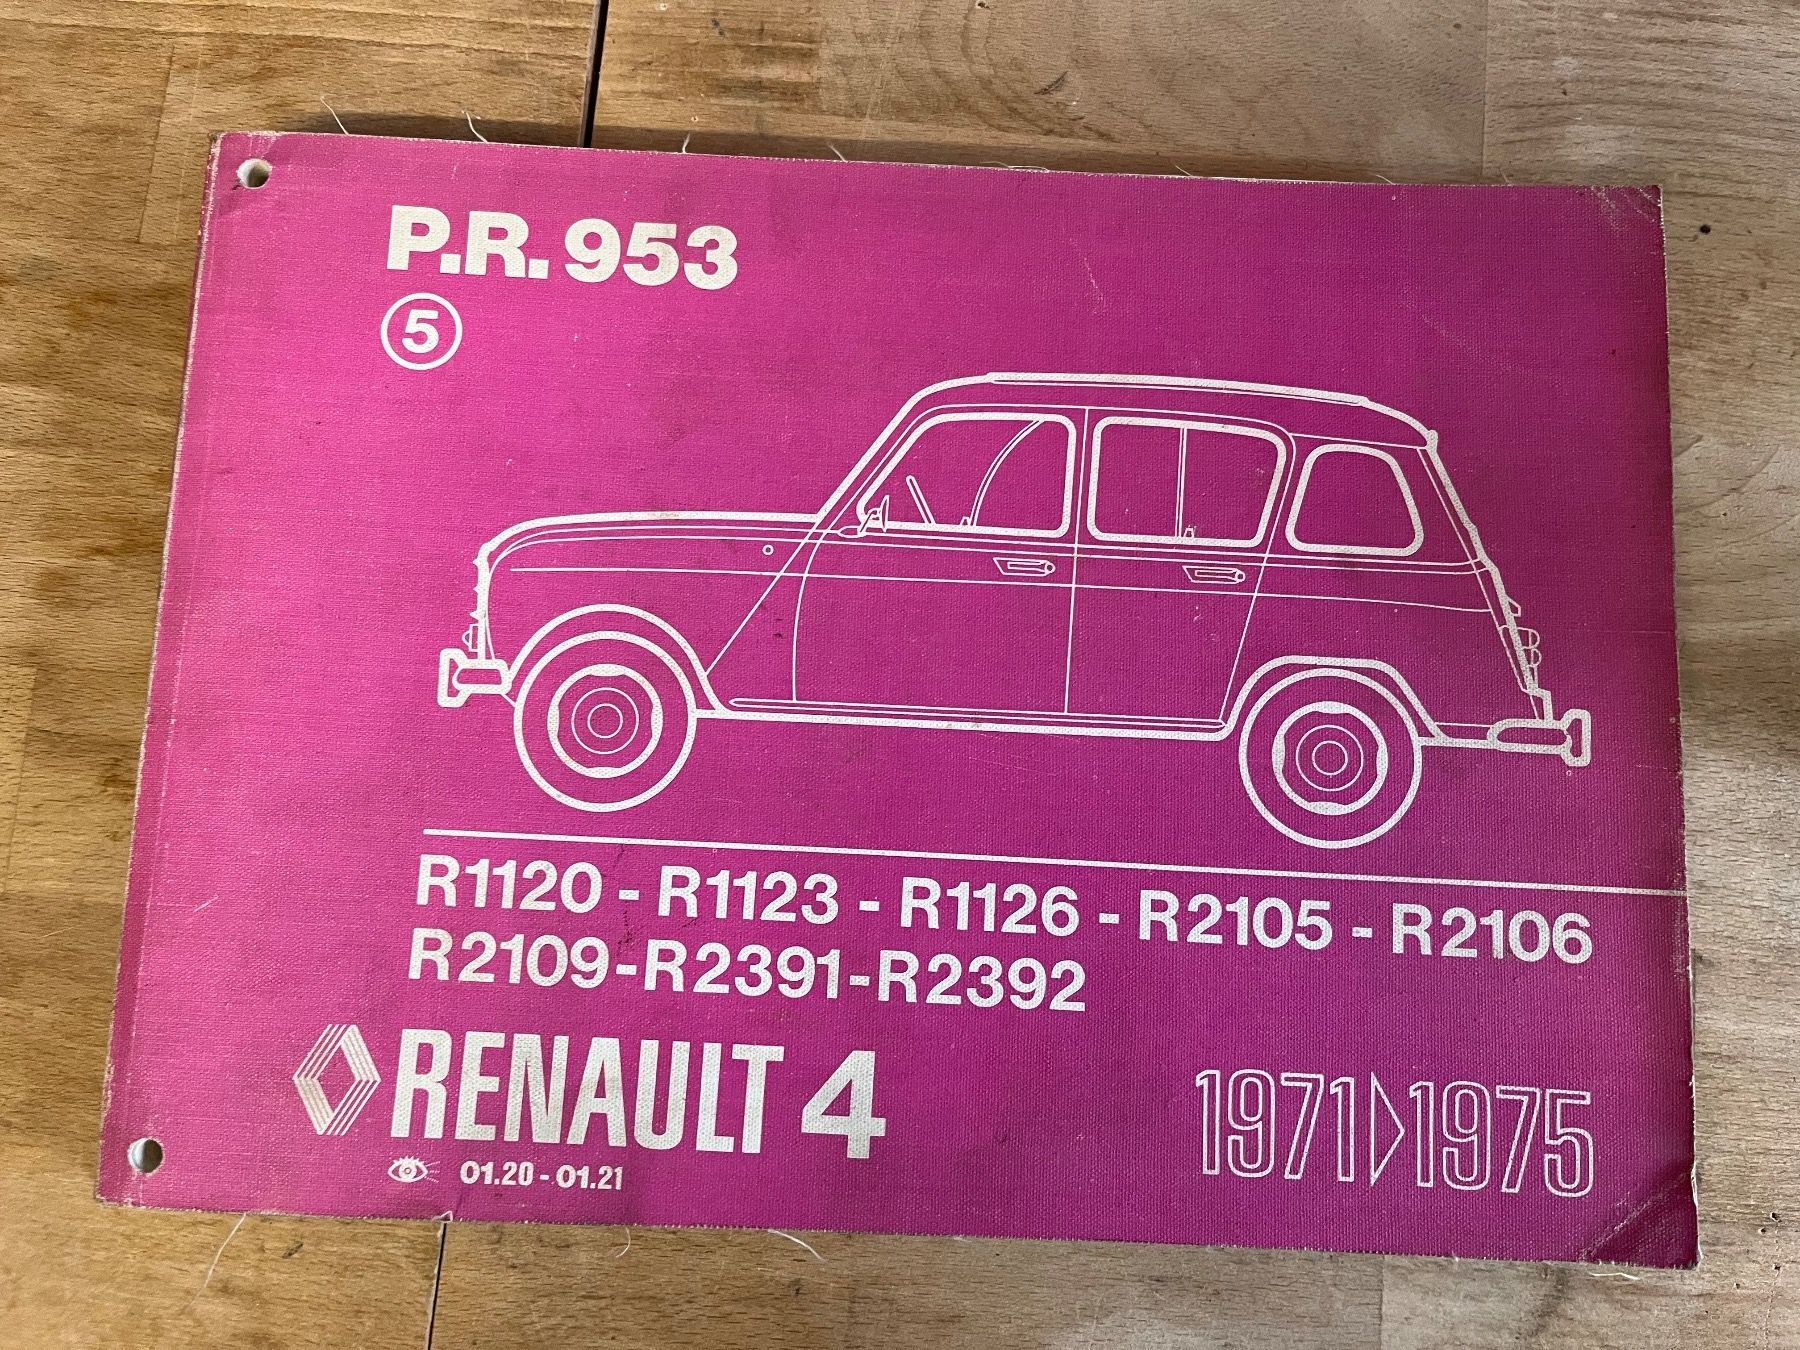 P.R. 953
5
R1120 - R1123 - R1126 - R2105 - R2106
R2109-R2391-R2392
RENAULT 4
01.20 - 01.21
1971▷1975